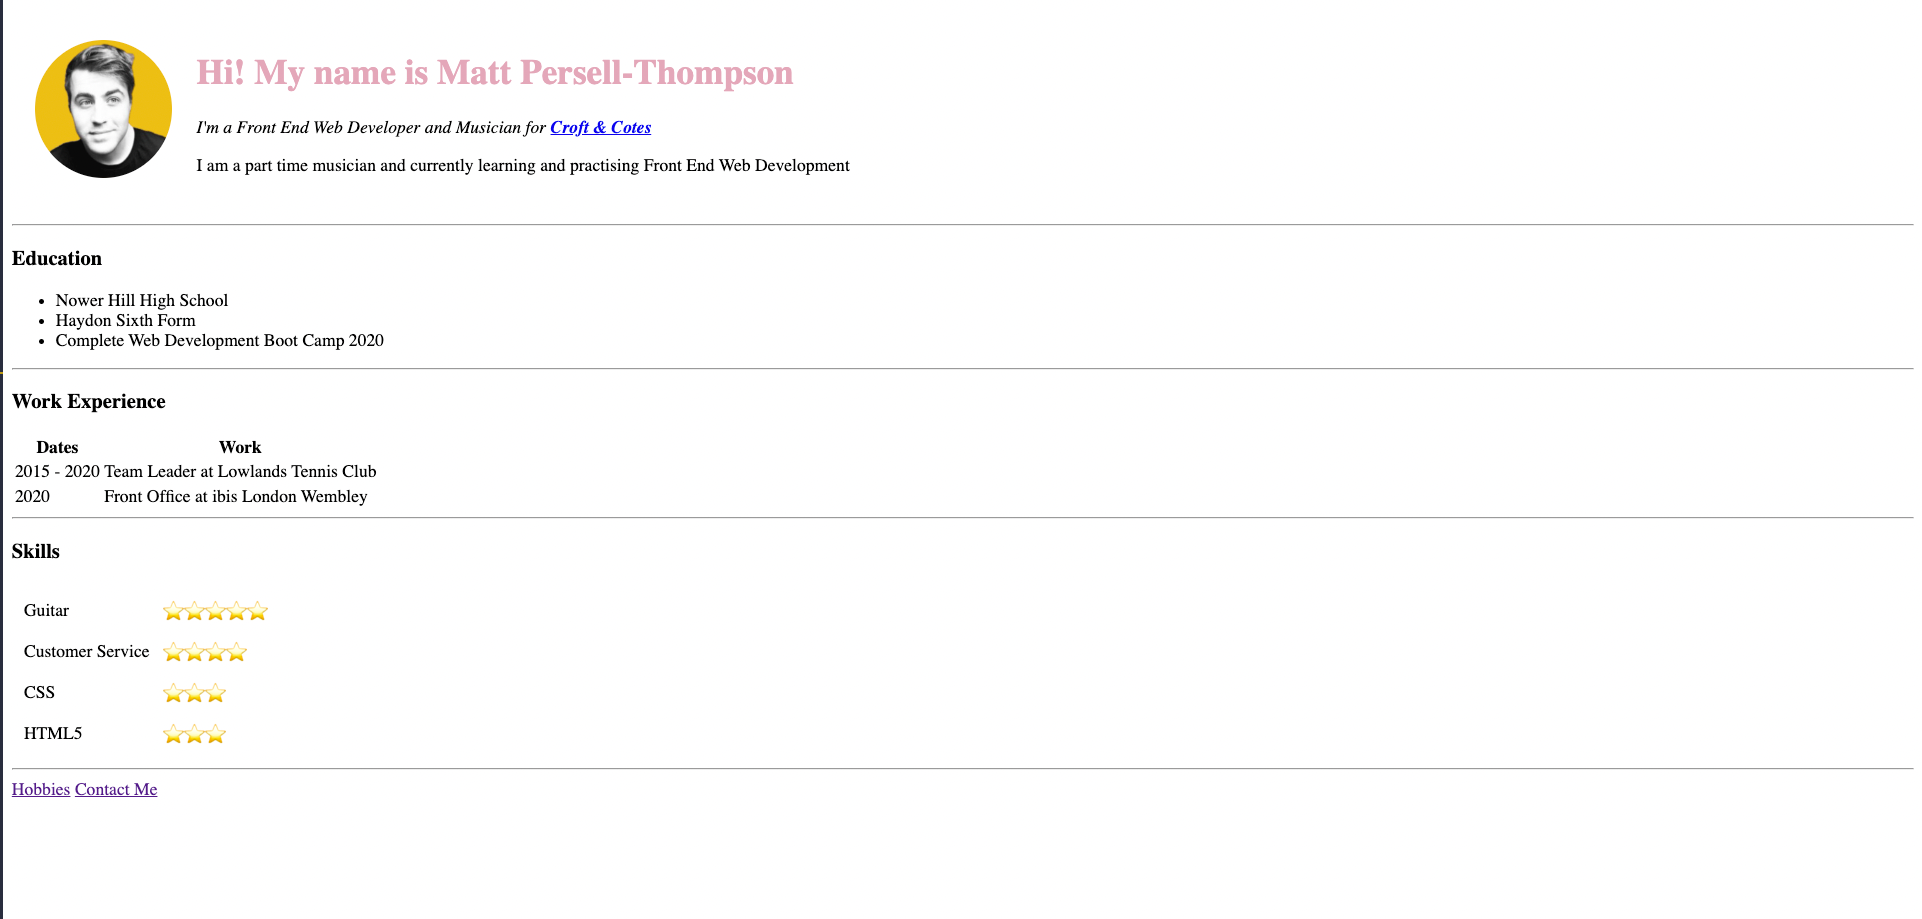 Hi! My name is Matt Persell-Thompson
I'm a Front End Web Developer and Musician for Croft & Cotes
I am a part time musician and currently learning and practising Front End Web Development
Education
• Nower Hill High School
• Haydon Sixth Form
• Complete Web Development Boot Camp 2020
Work Experience
Dates Work
2015 - 2020 Team Leader at Lowlands Tennis Club
2020 Front Office at ibis London Wembley
Skills
Guitar ⭐⭐⭐⭐⭐
Customer Service ⭐⭐⭐⭐
CSS ⭐⭐⭐
HTML5 ⭐⭐⭐
Hobbies Contact Me